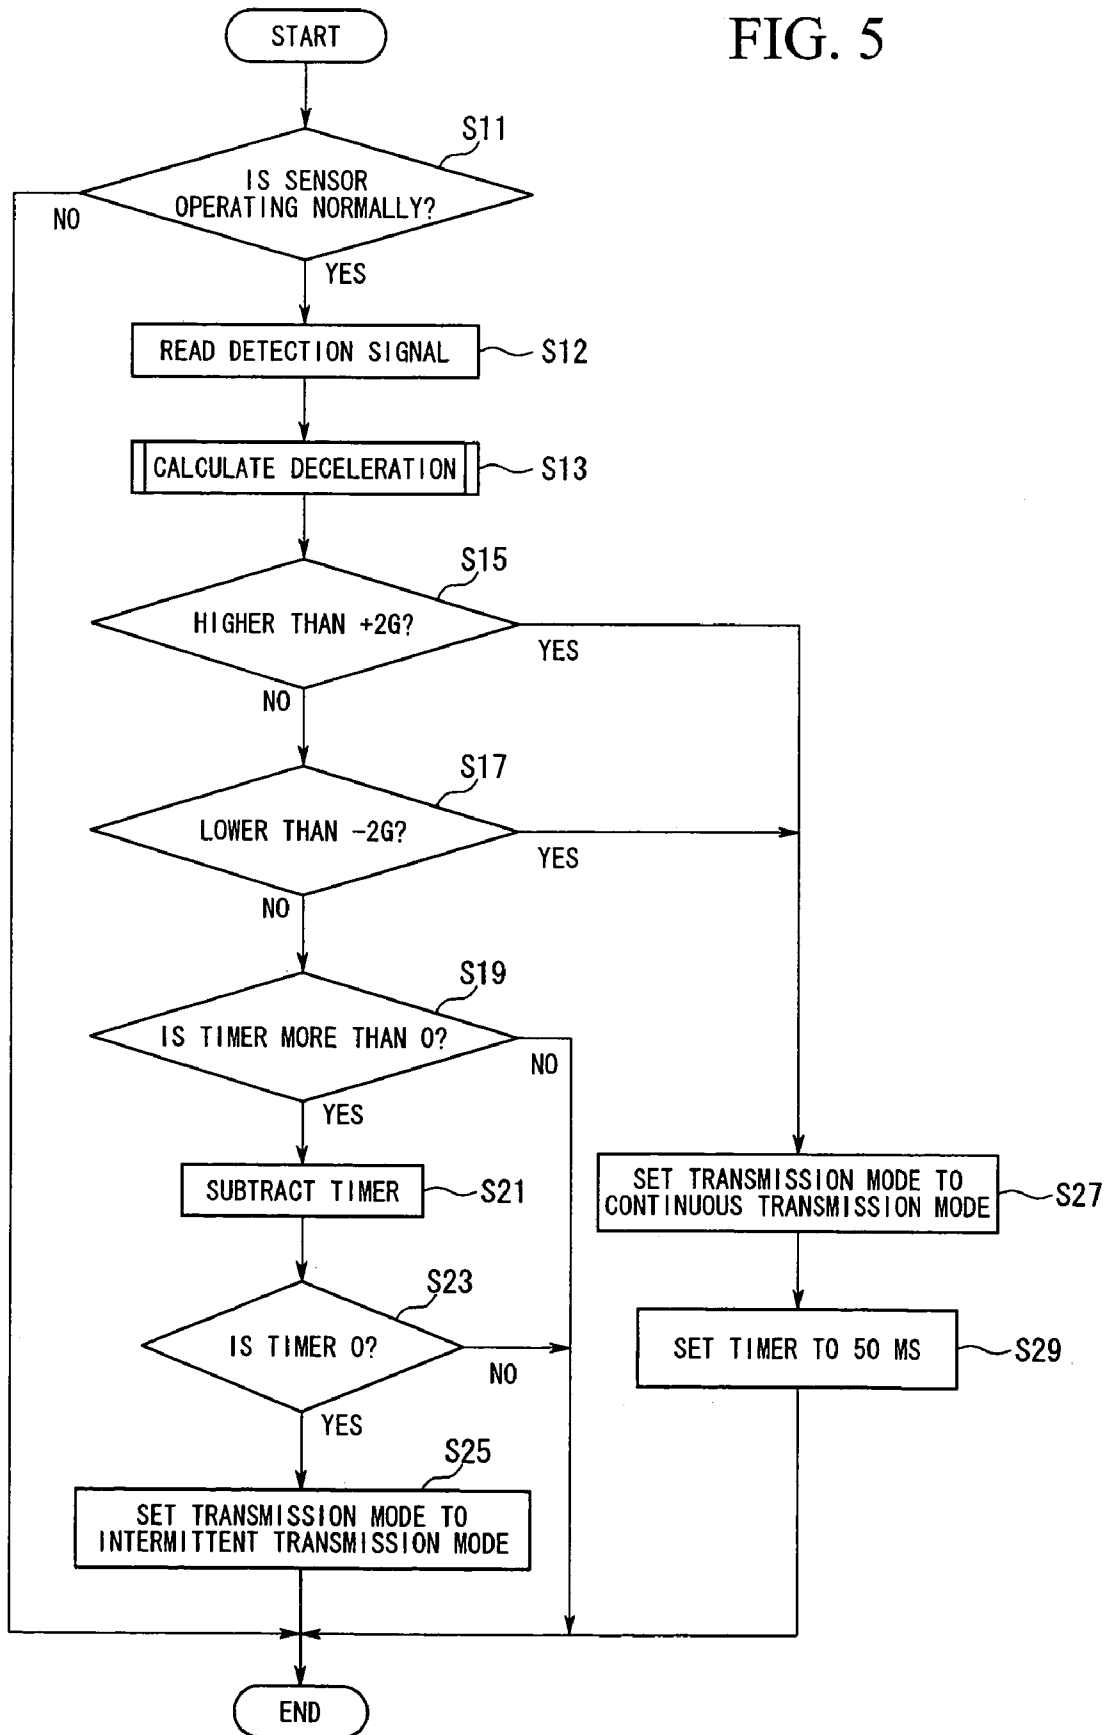 FIG. 5
START
S11
IS SENSOR
OPERATING NORMALLY?
NO
YES
READ DETECTION SIGNAL
S12
CALCULATE DECELERATION
S13
S15
HIGHER THAN +2G?
YES
NO
S17
LOWER THAN -2G?
YES
NO
S19
IS TIMER MORE THAN 0?
NO
YES
SUBTRACT TIMER
S21
SET TRANSMISSION MODE TO
CONTINUOUS TRANSMISSION MODE
S27
S23
IS TIMER 0?
NO
YES
SET TIMER TO 50 MS
S29
S25
SET TRANSMISSION MODE TO
INTERMITTENT TRANSMISSION MODE
END